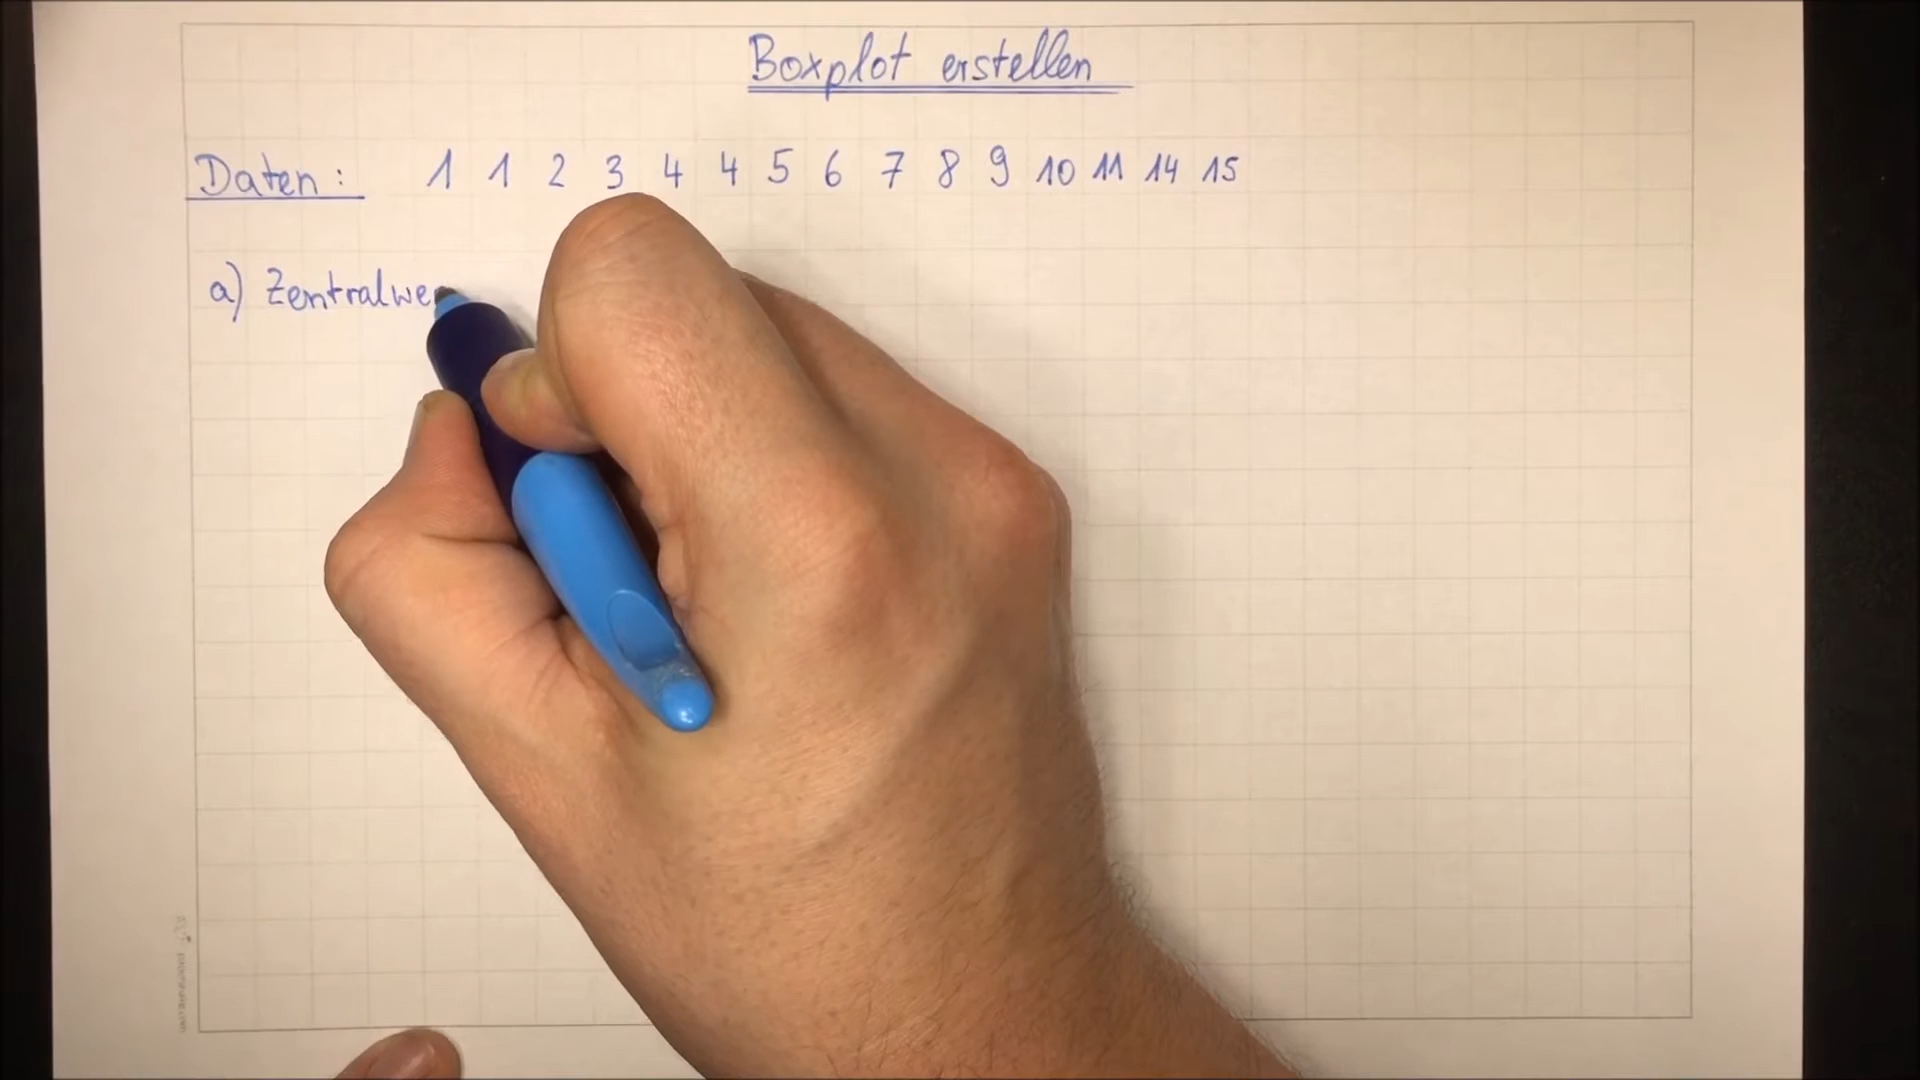 Boxplot erstellen
Daten: 1 1 2 3 4 4 5 6 7 8 9 10 11 14 15
a) Zentralwe